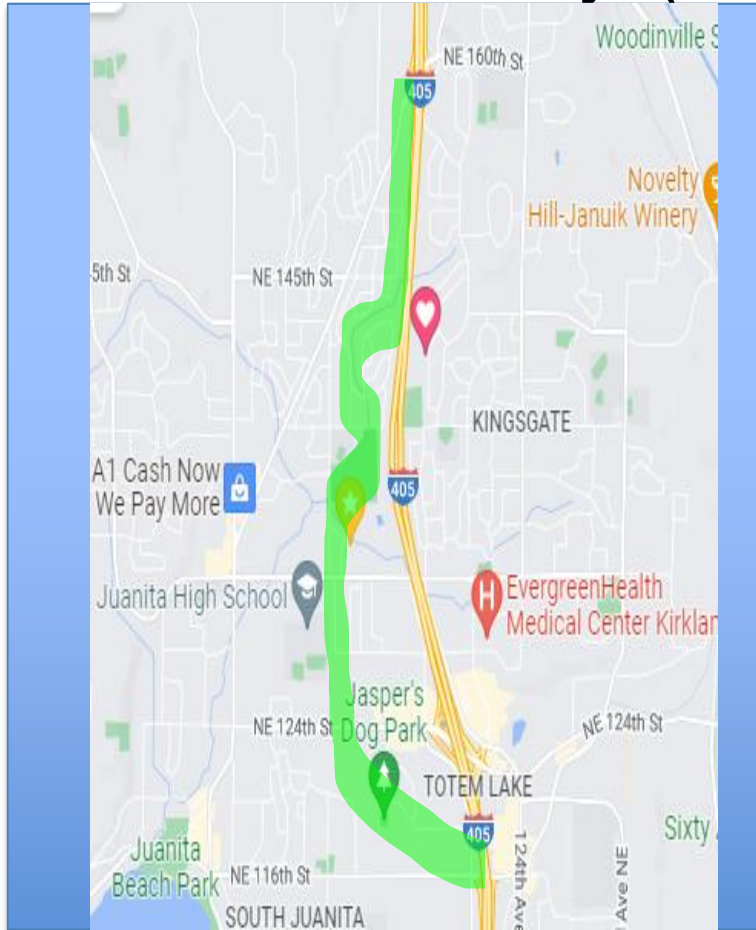 Woodinville S
NE 160th St
405
Novelty
Hill-Januik Winery
5th St
NE 145th St
KINGSGATE
A1 Cash Now
We Pay More
405
Juanita High School
EvergreenHealth
Medical Center Kirklan
H
Jasper's
Dog Park
NE 124th St
NE 124th St
TOTEM LAKE
405
Sixty
124th Ave
Ave NE
Juanita
Beach Park
NE 116th St
SOUTH JUANITA